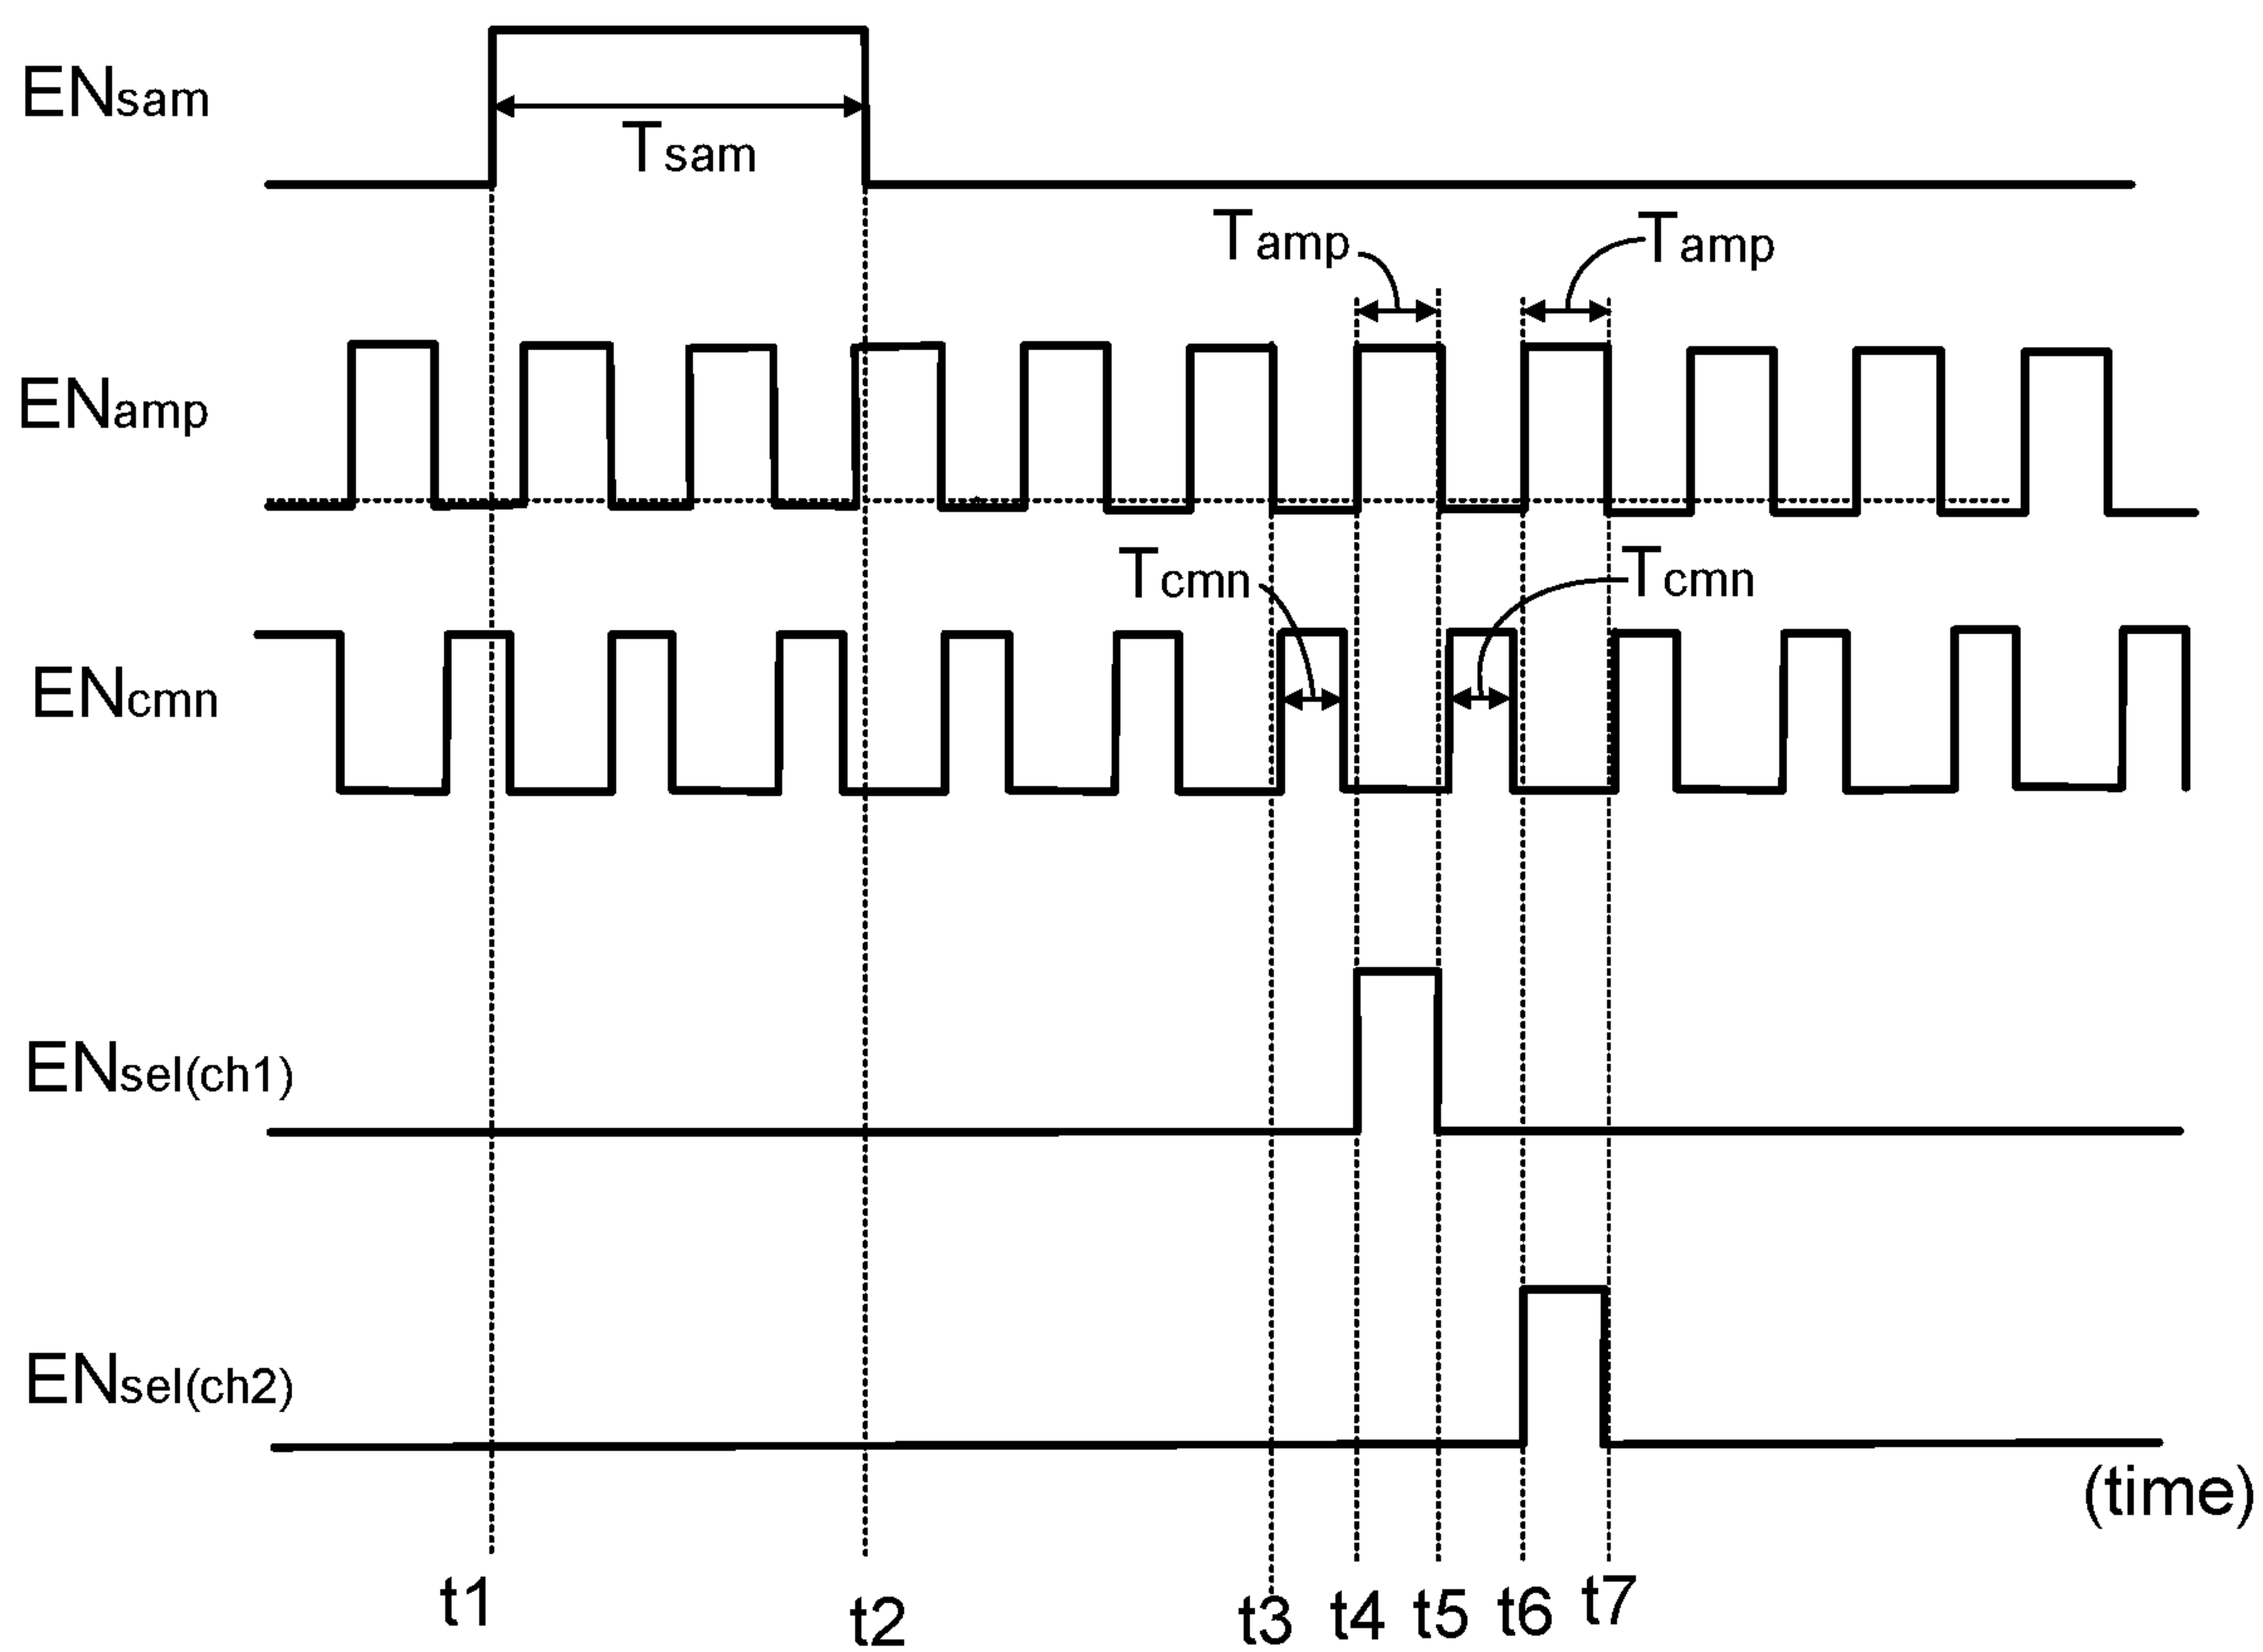 ENsam
Tsam
Tamp
Tamp
ENamp
Tcmn
Tcmn
ENcmn
ENsel(ch1)
ENsel(ch2)
(time)
t1
t2
t3
t4
t5
t6
t7